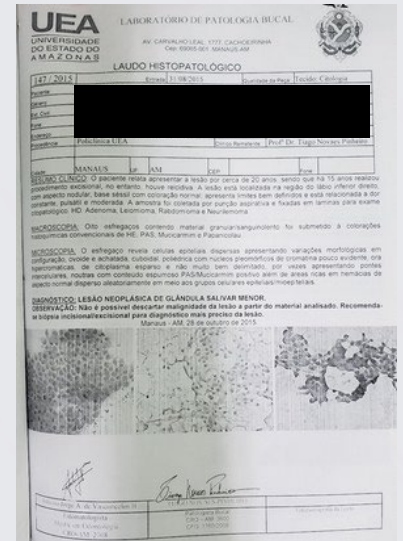 UEA
UNIVERSIDADE
DO ESTADO DO
AMAZONAS
LABORATÓRIO DE PATOLOGIA BUCAL
AV. CARVALHO LEAL, 1777, CACHOEIRINHA
Cep. 69065-001 MANAUS AM
LAUDO HISTOPATOLÓGICO
147 / 2015 Entrada 31/08/2015 Qualidade da Peça Tecido: Citologia
Paciente
Gênero
Est. Civil
Endereço
Procedência Policlínica UEA Clínico Remetente Profº Dr. Tiago Novaes Pinheiro
Cidade MANAUS UF AM CEP Fone
RESUMO CLÍNICO: O paciente relata apresentar a lesão por cerca de 20 anos, sendo que há 15 anos realizou
procedimento excisional, no entanto, houve recidiva. A lesão está localizada na região do lábio inferior direito,
com aspecto nodular, base séssil com coloração normal, apresenta limites bem definidos e está relacionada a dor
constante, pulsátil e moderada. A amostra foi coletada por punção aspirativa e fixadas em lâminas para exame
citopatológico. HD: Adenoma, Leiomioma, Rabdomioma e Neurilemoma
MACROSCOPIA: Oito esfregaços contendo material granular/sanguinolento foi submetido à colorações
convencionais de HE, PAS, Mucicarmim e Papanicolau
MICROSCOPIA: O esfregaço revela células epiteliais dispersas apresentando variações morfológicas em
configuração, ovoide e achatada, cuboidal, poliédrica com núcleos pleomórficos de cromatina pouco evidente, ora
hipercromáticas, de citoplasma esparso e não muito bem delimitado, por vezes apresentando pontes
intercelulares, noutras com conteúdo espumoso PAS/Mucicarmim positivo além de áreas ricas em hemácias de
aspecto normal disperso aleatoriamente em meio aos grupos celulares epiteliais/mioepiteliais.
DIAGNÓSTICO: LESÃO NEOPLÁSICA DE GLÂNDULA SALIVAR MENOR.
OBSERVAÇÃO: Não é possível descartar malignidade da lesão a partir do material analisado. Recomenda-
se biópsia incisional/excisional para diagnóstico mais preciso da lesão.
Manaus - AM, 28 de outubro de 2015.
Patologia Bucal